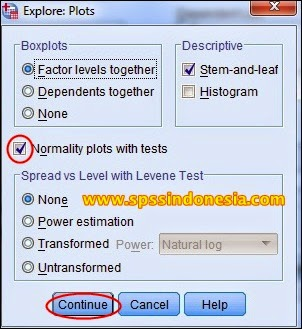 Explore: Plots
Boxplots
Factor levels together
Dependents together
None
Descriptive
Stem-and-leaf
Histogram
Normality plots with tests
Spread vs Level with Levene Test
None
www.spssindonesia.com
Power estimation
Transformed Power: Natural log
Untransformed
Continue Cancel Help